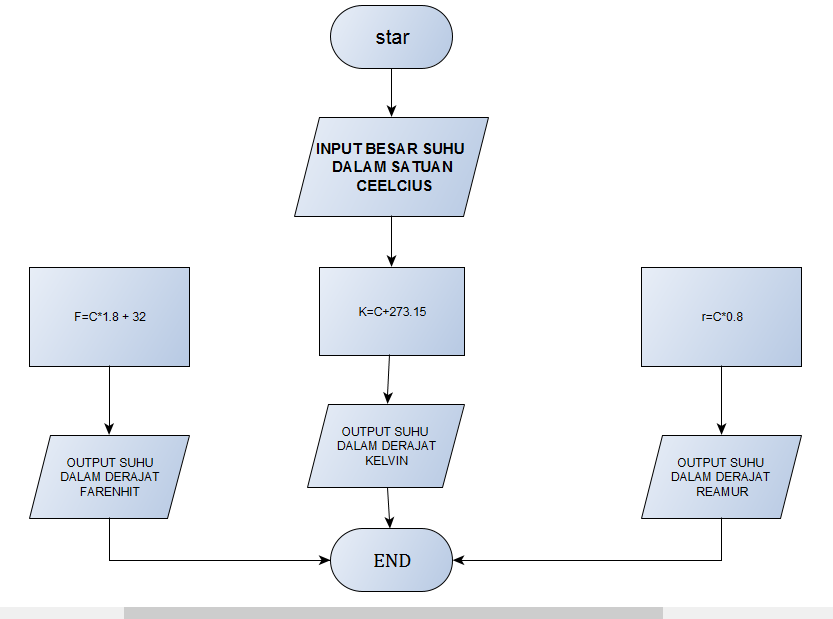 star
INPUT BESAR SUHU
DALAM SATUAN
CEELCIUS
F=C*1.8 + 32
K=C+273.15
r=C*0.8
OUTPUT SUHU
DALAM DERAJAT
FARENHIT
OUTPUT SUHU
DALAM DERAJAT
KELVIN
OUTPUT SUHU
DALAM DERAJAT
REAMUR
END